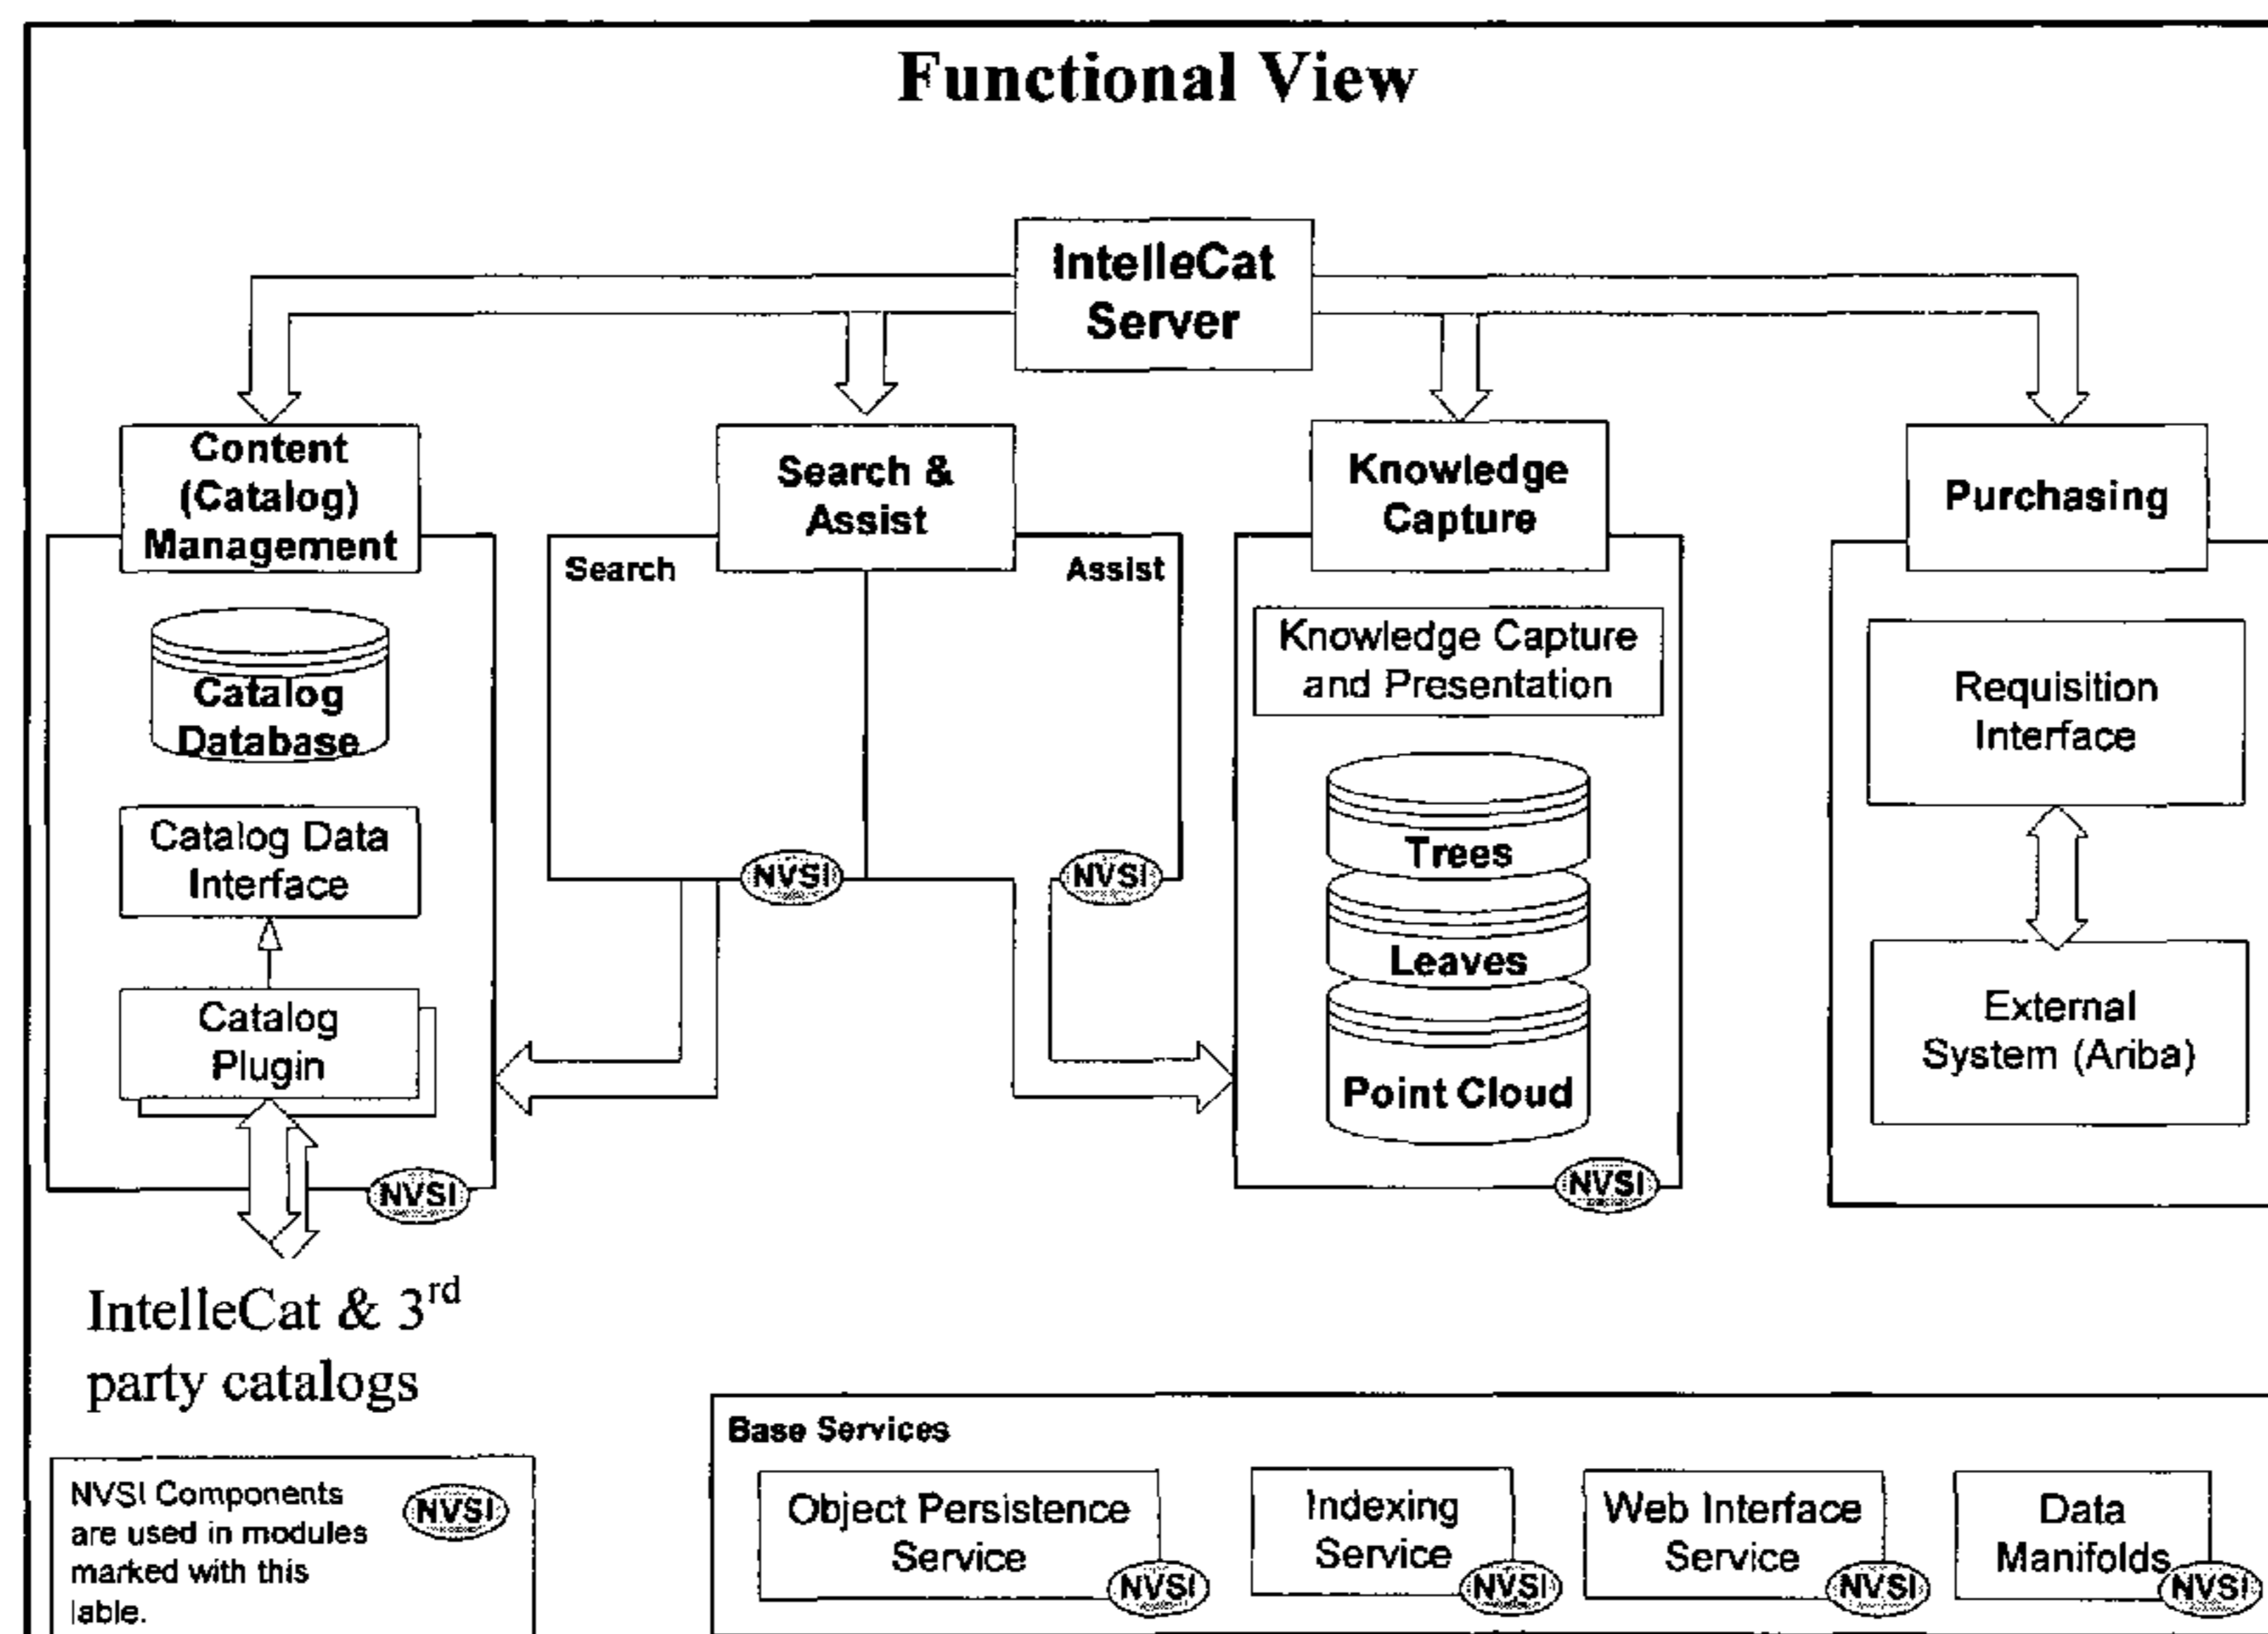 Functional View
IntelleCat
Server
Content
(Catalog)
Management
Search &
Assist
Knowledge
Capture
Purchasing
Search
Assist
Catalog
Database
Catalog Data
Interface
Catalog
Plugin
NVSI
NVSI
NVSI
Knowledge Capture
and Presentation
Trees
Leaves
Point Cloud
NVSI
Requisition
Interface
External
System (Ariba)
IntelleCat & 3rd
party catalogs
NVSI Components
are used in modules
marked with this
lable.
NVSI
Base Services
Object Persistence
Service
NVSI
Indexing
Service
NVSI
Web Interface
Service
NVSI
Data
Manifolds
NVSI